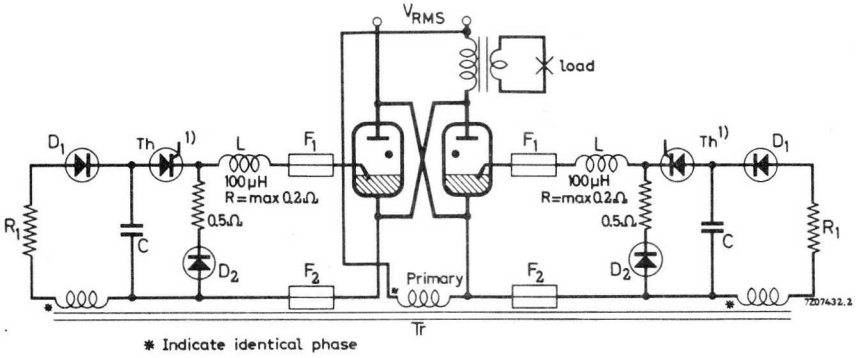 V_RMS
load
D₁
Th ¹⁾
L
F₁
F₁
L
Th ¹⁾
D₁
100μH
R=max 0.2Ω
100μH
R=max 0.2Ω
R₁
C
0.5Ω
0.5Ω
C
R₁
D₂
F₂
Primary
F₂
D₂
*
*
*
7Z07432.2
Tr
* Indicate identical phase